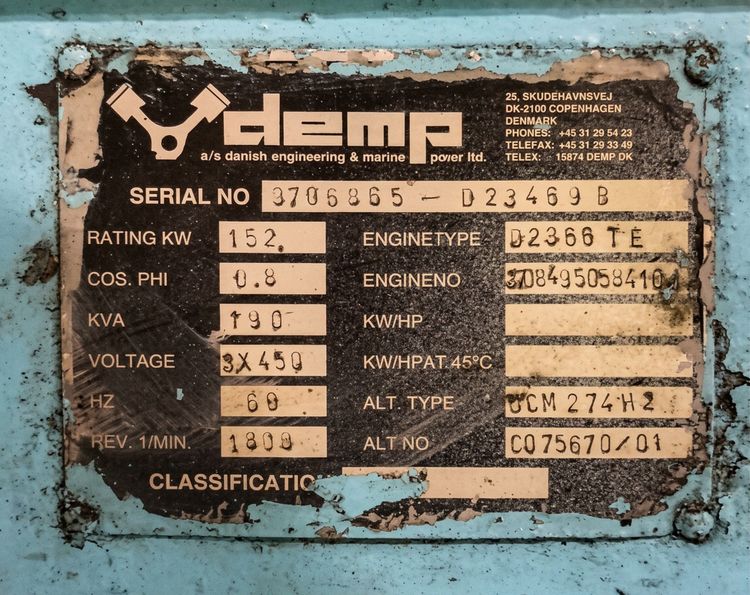 demp
a/s danish engineering & marine power ltd.
25, SKUDEHAVNSVEJ
DK-2100 COPENHAGEN
DENMARK
PHONES: +45 31 29 54 23
TELEFAX: +45 31 29 33 49
TELEX: 15874 DEMP DK
SERIAL NO 3706865 - D23469 B
RATING KW 152. ENGINETYPE D2366 TE
COS. PHI 0.8 ENGINENO
KVA 190 KW/HP
VOLTAGE 3X450 KW/HP AT. 45°C
HZ 60 ALT. TYPE UCM 274H2
REV. 1/MIN. 1800 ALT NO C075670/01
CLASSIFICATIO